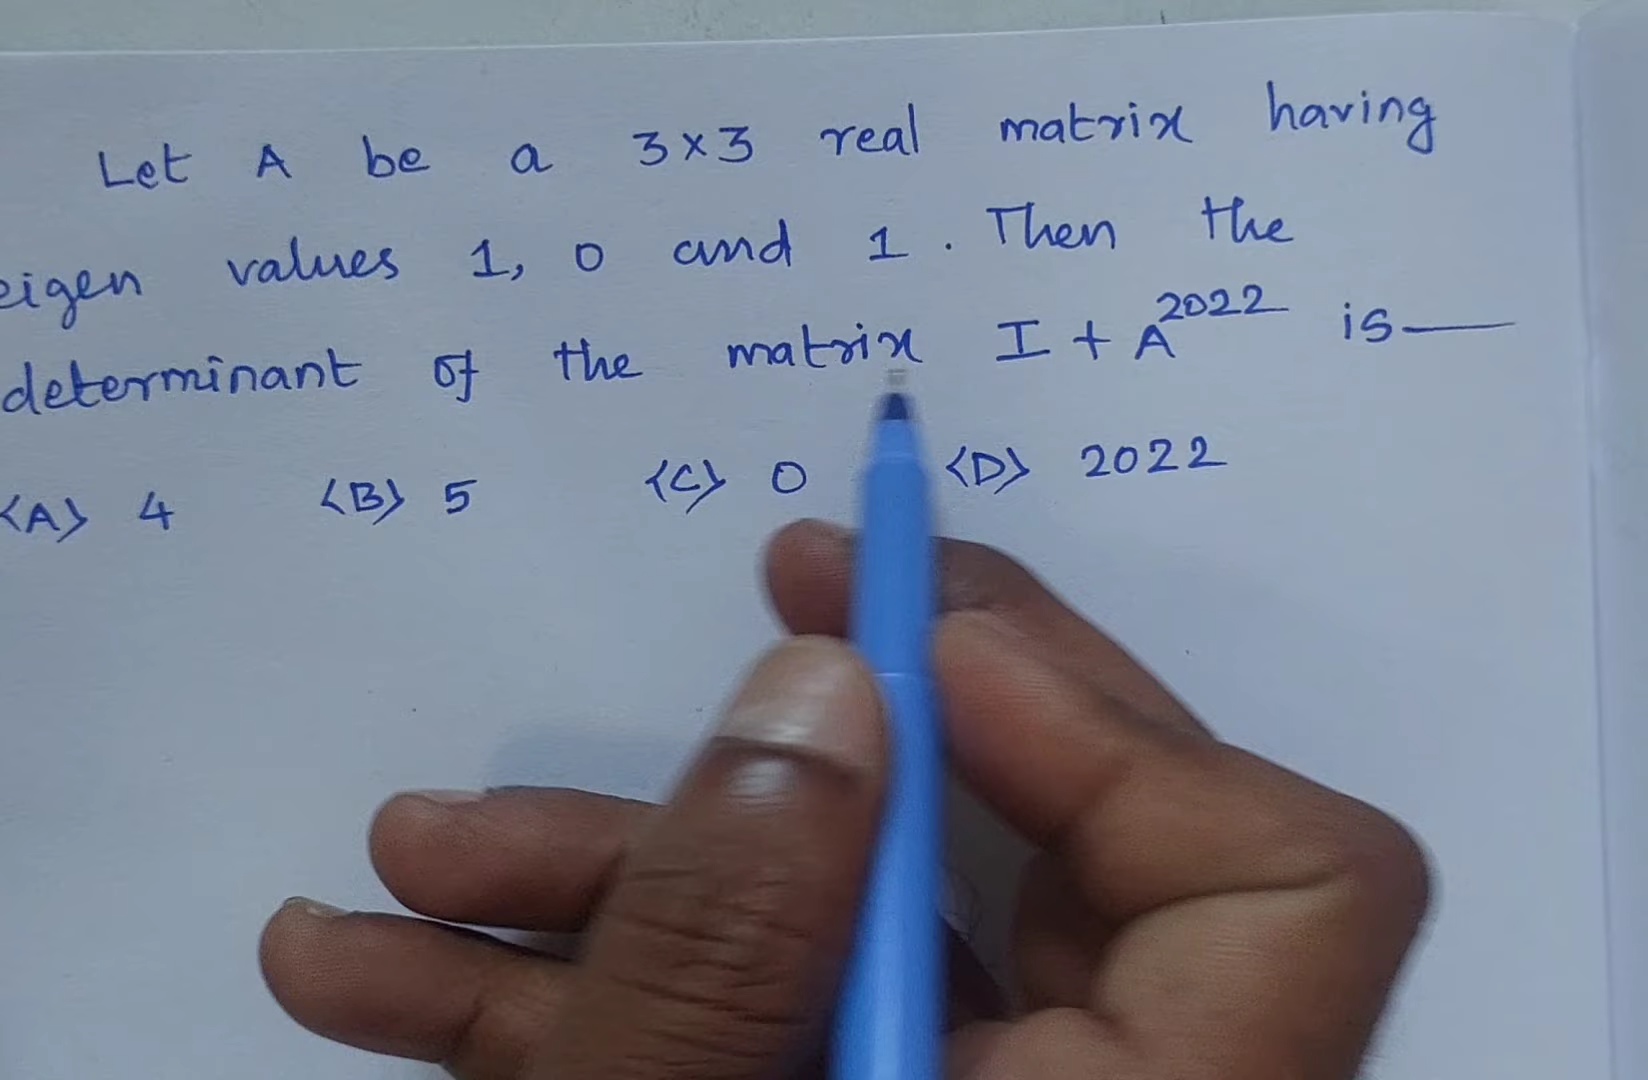 Let A be a 3×3 real matrix having
eigen values 1, 0 and 1. Then the
determinant of the matrix I + A^2022 is —
<A> 4 <B> 5 <C> 0 <D> 2022